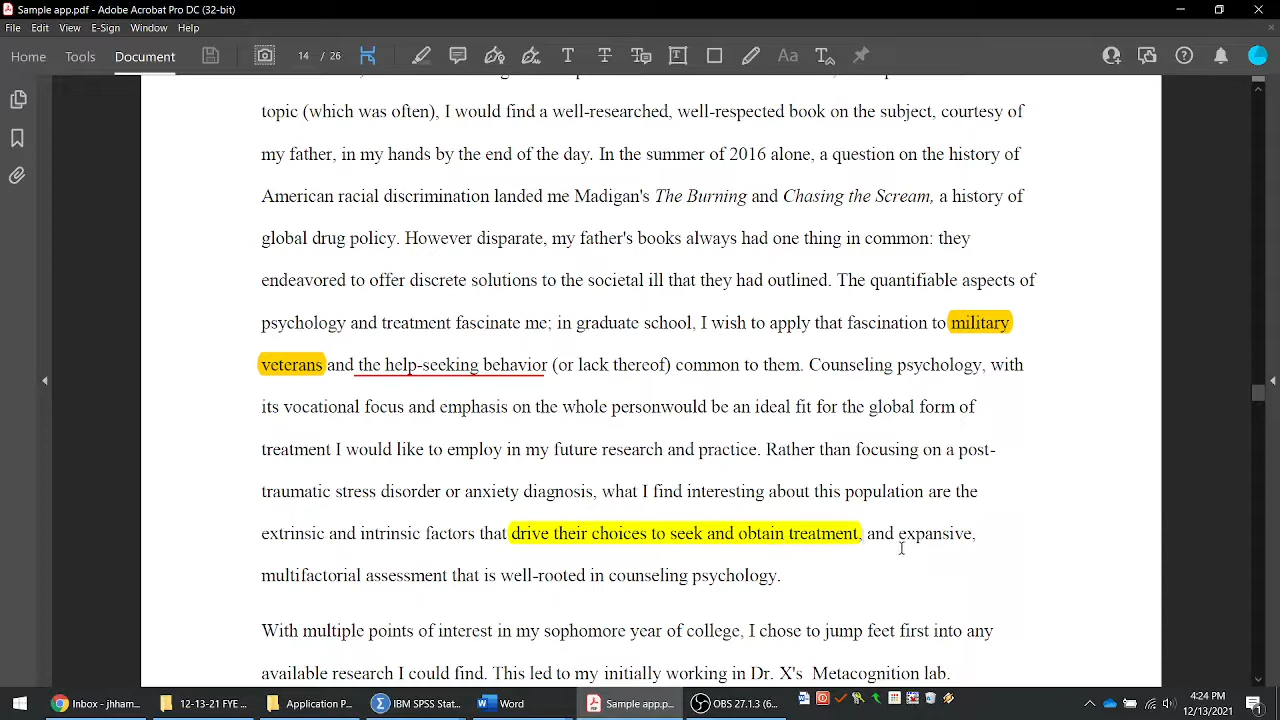 Sample app.pdf - Adobe Acrobat Pro DC (32-bit)
File Edit View E-Sign Window Help
Home Tools Document 14 / 26
topic (which was often), I would find a well-researched, well-respected book on the subject, courtesy of
my father, in my hands by the end of the day. In the summer of 2016 alone, a question on the history of
American racial discrimination landed me Madigan's The Burning and Chasing the Scream, a history of
global drug policy. However disparate, my father's books always had one thing in common: they
endeavored to offer discrete solutions to the societal ill that they had outlined. The quantifiable aspects of
psychology and treatment fascinate me; in graduate school, I wish to apply that fascination to military
veterans and the help-seeking behavior (or lack thereof) common to them. Counseling psychology, with
its vocational focus and emphasis on the whole personwould be an ideal fit for the global form of
treatment I would like to employ in my future research and practice. Rather than focusing on a post-
traumatic stress disorder or anxiety diagnosis, what I find interesting about this population are the
extrinsic and intrinsic factors that drive their choices to seek and obtain treatment, and expansive,
multifactorial assessment that is well-rooted in counseling psychology.
With multiple points of interest in my sophomore year of college, I chose to jump feet first into any
available research I could find. This led to my initially working in Dr. X's Metacognition lab.
Inbox - jhham... 12-13-21 FYE ... Application P... IBM SPSS Stat... Word Sample app.p... OBS 27.1.3 (6... 4:24 PM
12/13/2021